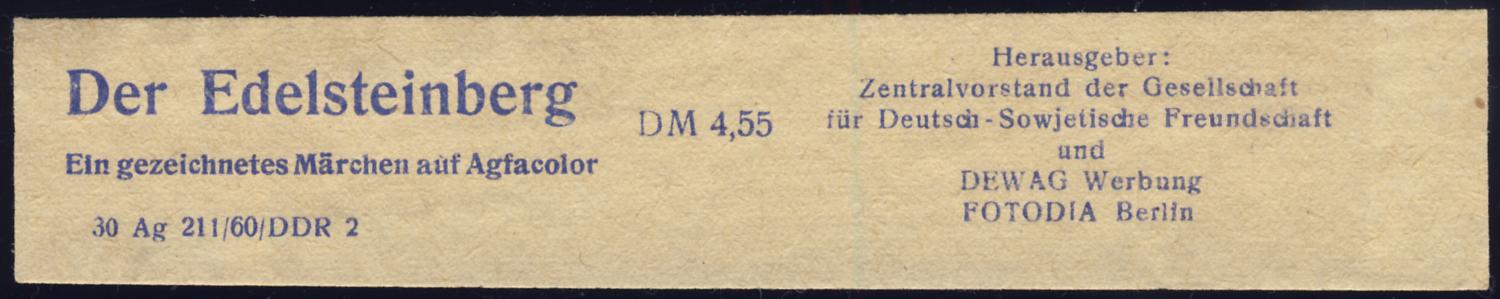 Der Edelsteinberg
Ein gezeichnetes Märchen auf Agfacolor
30 Ag 211/60/DDR 2
DM 4,55
Herausgeber:
Zentralvorstand der Gesellschaft
für Deutsch-Sowjetische Freundschaft
und
DEWAG Werbung
FOTODIA Berlin